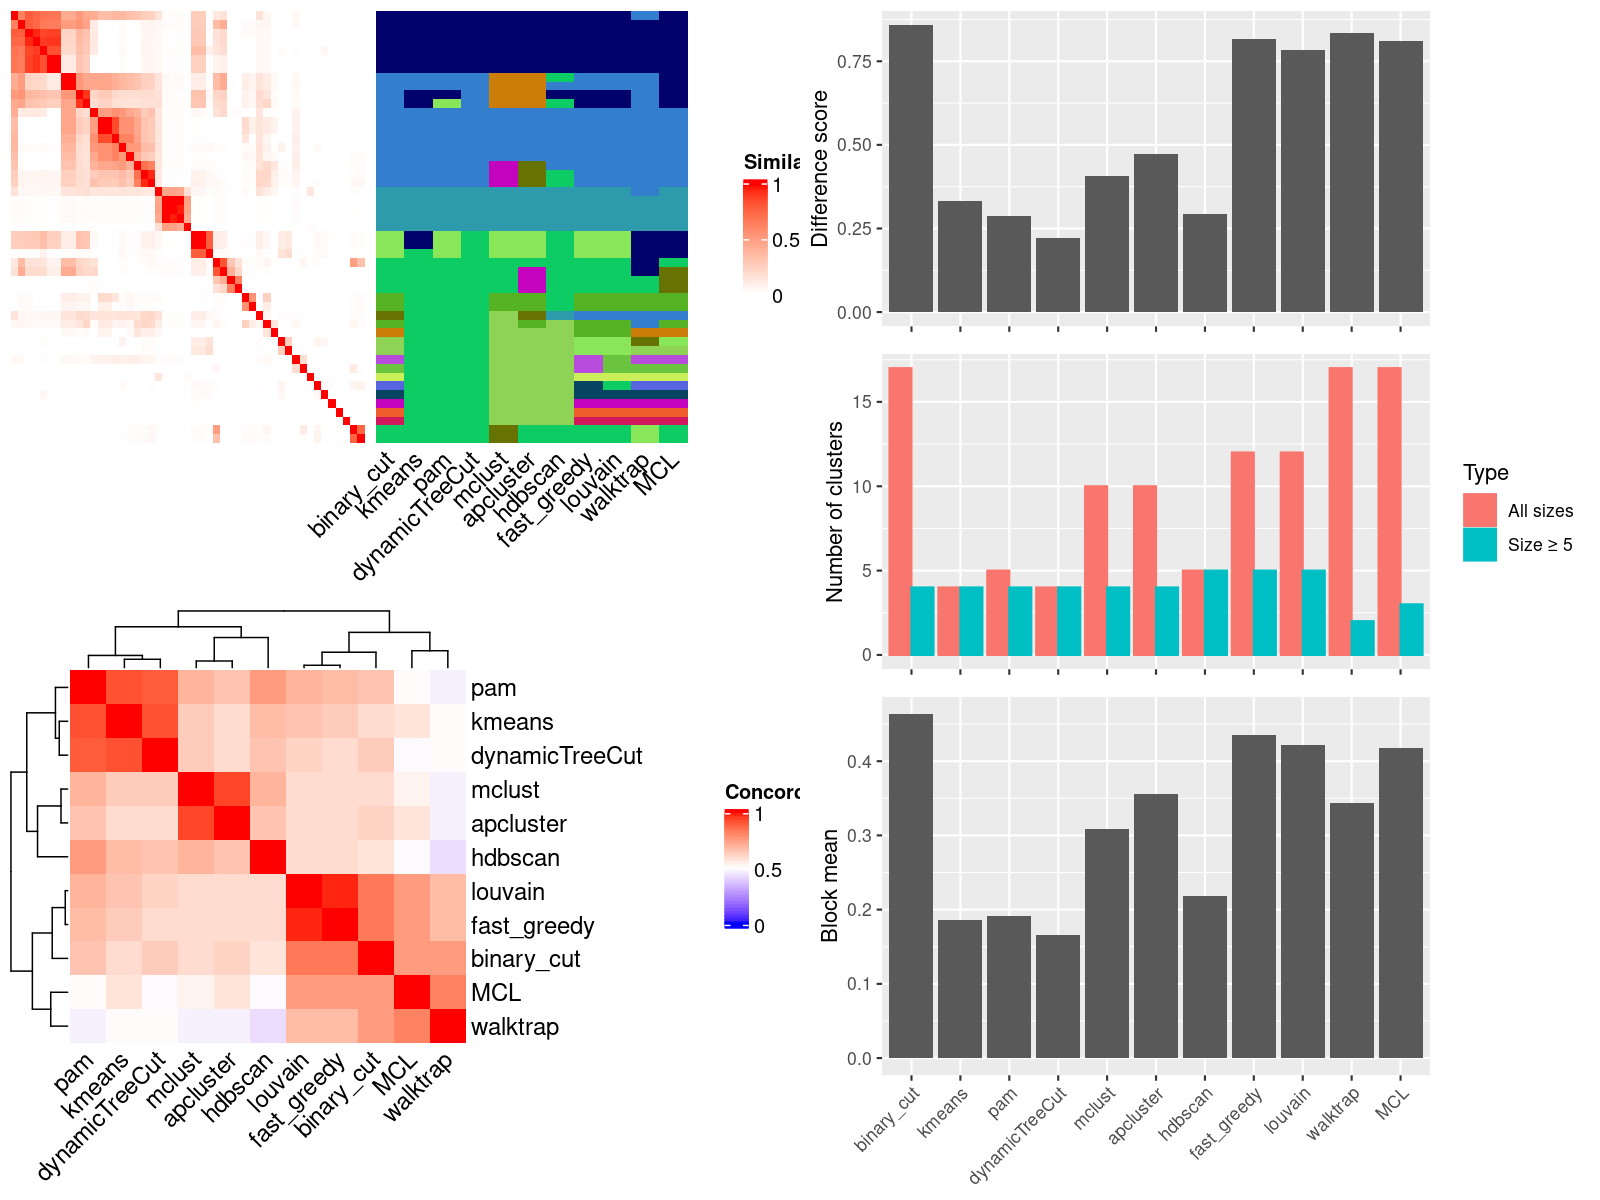 Simila
1
0.5
0
binary_cut
kmeans
pam
dynamicTreeCut
mclust
apcluster
hdbscan
fast_greedy
louvain
walktrap
MCL
pam
kmeans
dynamicTreeCut
mclust
apcluster
hdbscan
louvain
fast_greedy
binary_cut
MCL
walktrap
pam
kmeans
dynamicTreeCut
mclust
apcluster
hdbscan
louvain
fast_greedy
binary_cut
MCL
walktrap
Concord
1
0.5
0
Difference score
0.75
0.50
0.25
0.00
Number of clusters
15
10
5
0
Type
All sizes
Size ≥ 5
Block mean
0.4
0.3
0.2
0.1
0.0
binary_cut
kmeans
pam
dynamicTreeCut
mclust
apcluster
hdbscan
fast_greedy
louvain
walktrap
MCL